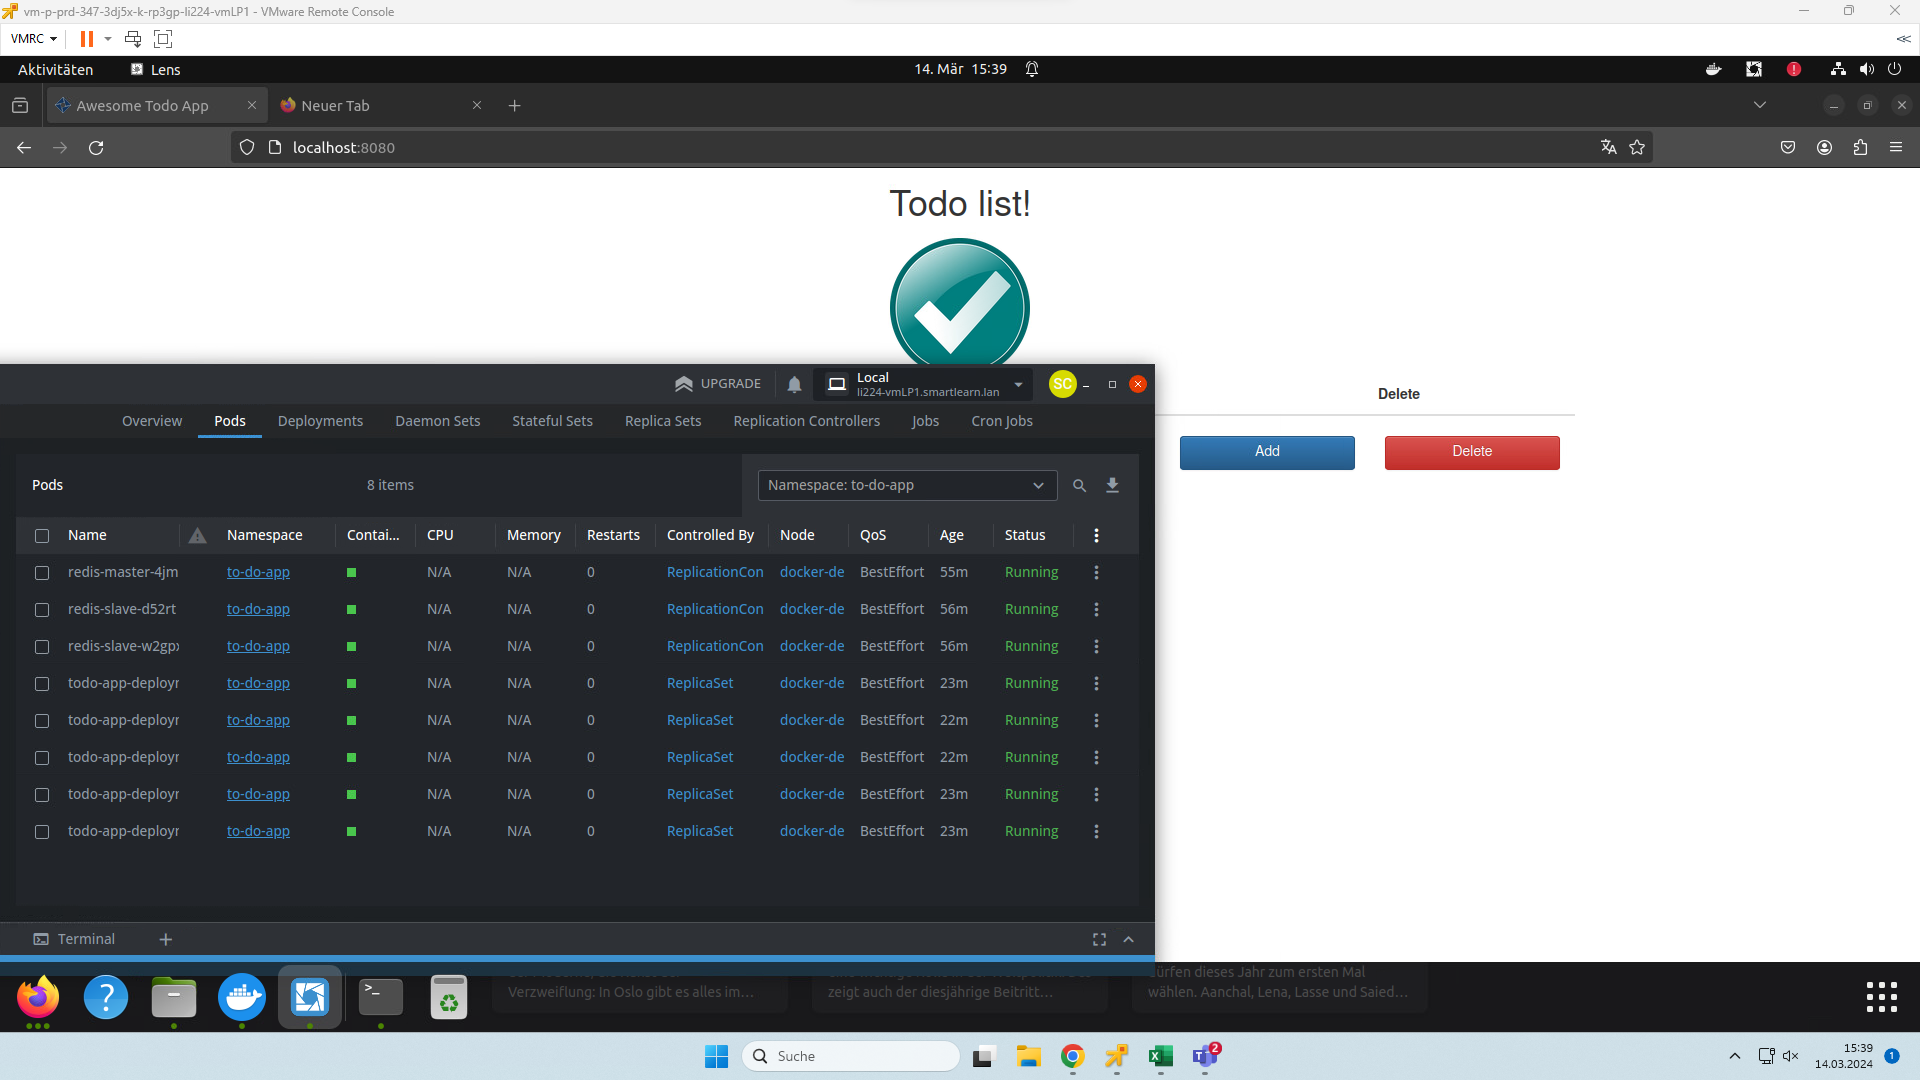 vm-p-prd-347-3dj5x-k-rp3gp-li224-vmLP1 - VMware Remote Console
VMRC
Aktivitäten Lens 14. Mär 15:39
Awesome Todo App Neuer Tab
localhost:8080
Todo list!
UPGRADE Local SC
li224-vmLP1.smartlearn.lan
Delete
Overview Pods Deployments Daemon Sets Stateful Sets Replica Sets Replication Controllers Jobs Cron Jobs
Add Delete
Pods 8 items Namespace: to-do-app
Name Namespace Contai... CPU Memory Restarts Controlled By Node QoS Age Status
redis-master-4jm to-do-app N/A N/A 0 ReplicationCon docker-de BestEffort 55m Running
redis-slave-d52rt to-do-app N/A N/A 0 ReplicationCon docker-de BestEffort 56m Running
redis-slave-w2gp to-do-app N/A N/A 0 ReplicationCon docker-de BestEffort 56m Running
todo-app-deploy to-do-app N/A N/A 0 ReplicaSet docker-de BestEffort 23m Running
todo-app-deploy to-do-app N/A N/A 0 ReplicaSet docker-de BestEffort 22m Running
todo-app-deploy to-do-app N/A N/A 0 ReplicaSet docker-de BestEffort 22m Running
todo-app-deploy to-do-app N/A N/A 0 ReplicaSet docker-de BestEffort 23m Running
todo-app-deploy to-do-app N/A N/A 0 ReplicaSet docker-de BestEffort 23m Running
Terminal
dürfen dieses Jahr zum ersten Mal
Verzweiflung: In Oslo gibt es alles im... zeigt auch der diesjährige Beitritt... wählen. Aanchal, Lena, Lasse und Saied...
Suche 2 15:39 1
14.03.2024